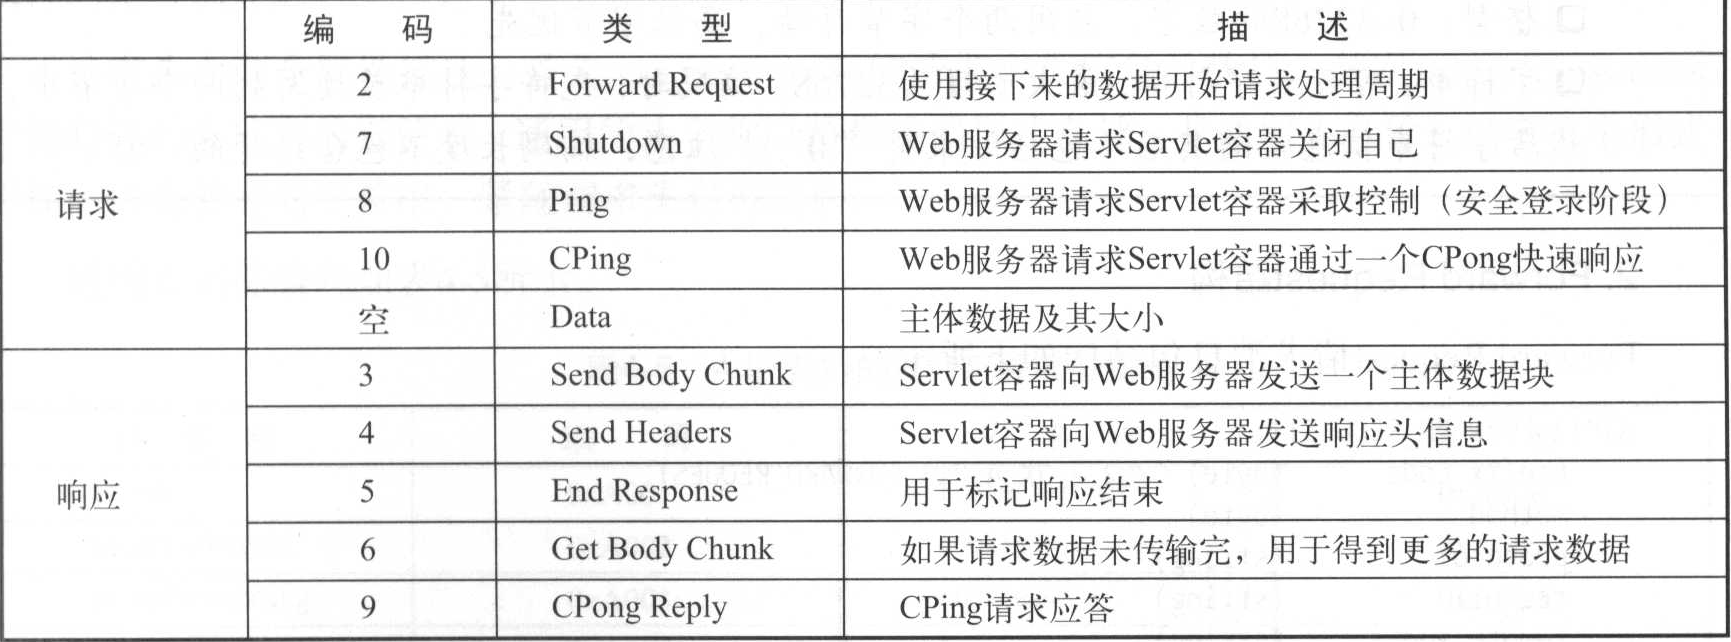 编 码 类 型 描 述
2 Forward Request 使用接下来的数据开始请求处理周期
7 Shutdown Web服务器请求Servlet容器关闭自己
请求 8 Ping Web服务器请求Servlet容器采取控制（安全登录阶段）
10 CPing Web服务器请求Servlet容器通过一个CPong快速响应
空 Data 主体数据及其大小
3 Send Body Chunk Servlet容器向Web服务器发送一个主体数据块
4 Send Headers Servlet容器向Web服务器发送响应头信息
响应 5 End Response 用于标记响应结束
6 Get Body Chunk 如果请求数据未传输完，用于得到更多的请求数据
9 CPong Reply CPing请求应答